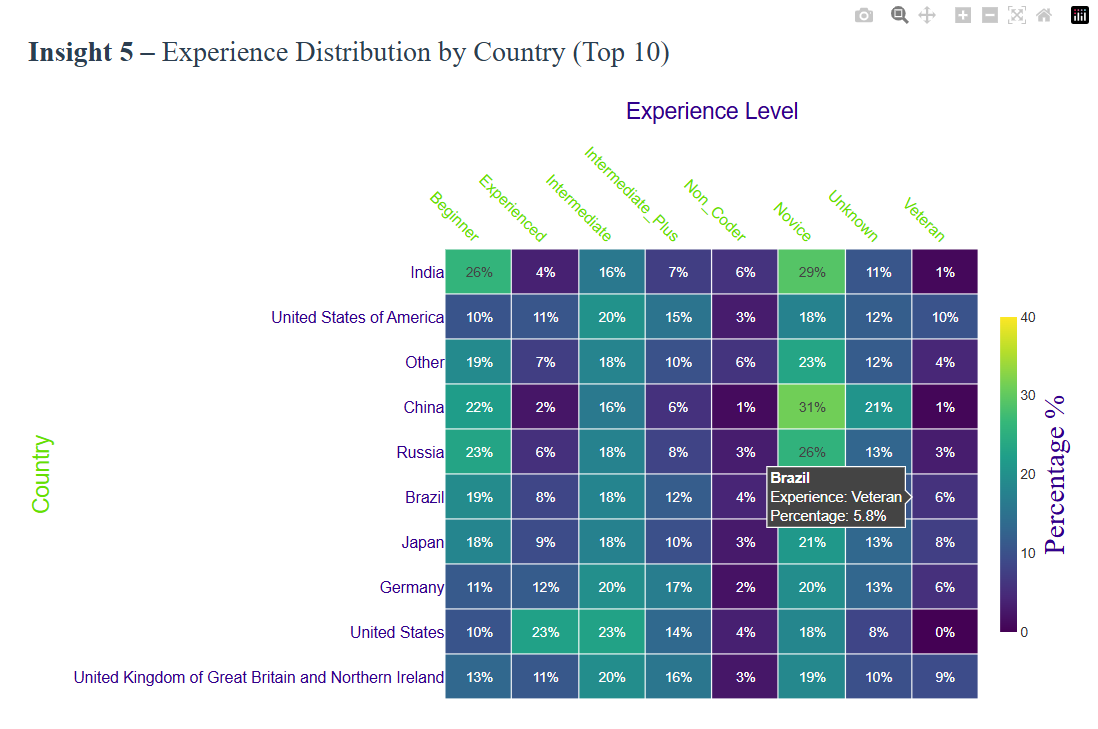 Insight 5 – Experience Distribution by Country (Top 10)
Experience Level
Beginner
Experienced
Intermediate
Intermediate_Plus
Non_Coder
Novice
Unknown
Veteran
India 26% 4% 16% 7% 6% 29% 11% 1%
United States of America 10% 11% 20% 15% 3% 18% 12% 10%
Other 19% 7% 18% 10% 6% 23% 12% 4%
China 22% 2% 16% 6% 1% 31% 21% 1%
Russia 23% 6% 18% 8% 3% 26% 13% 3%
Brazil 19% 8% 18% 12% 4% 6%
Brazil
Experience: Veteran
Percentage: 5.8%
Japan 18% 9% 18% 10% 3% 21% 13% 8%
Germany 11% 12% 20% 17% 2% 20% 13% 6%
United States 10% 23% 23% 14% 4% 18% 8% 0%
United Kingdom of Great Britain and Northern Ireland 13% 11% 20% 16% 3% 19% 10% 9%
Country
40
30
20
10
0
Percentage %